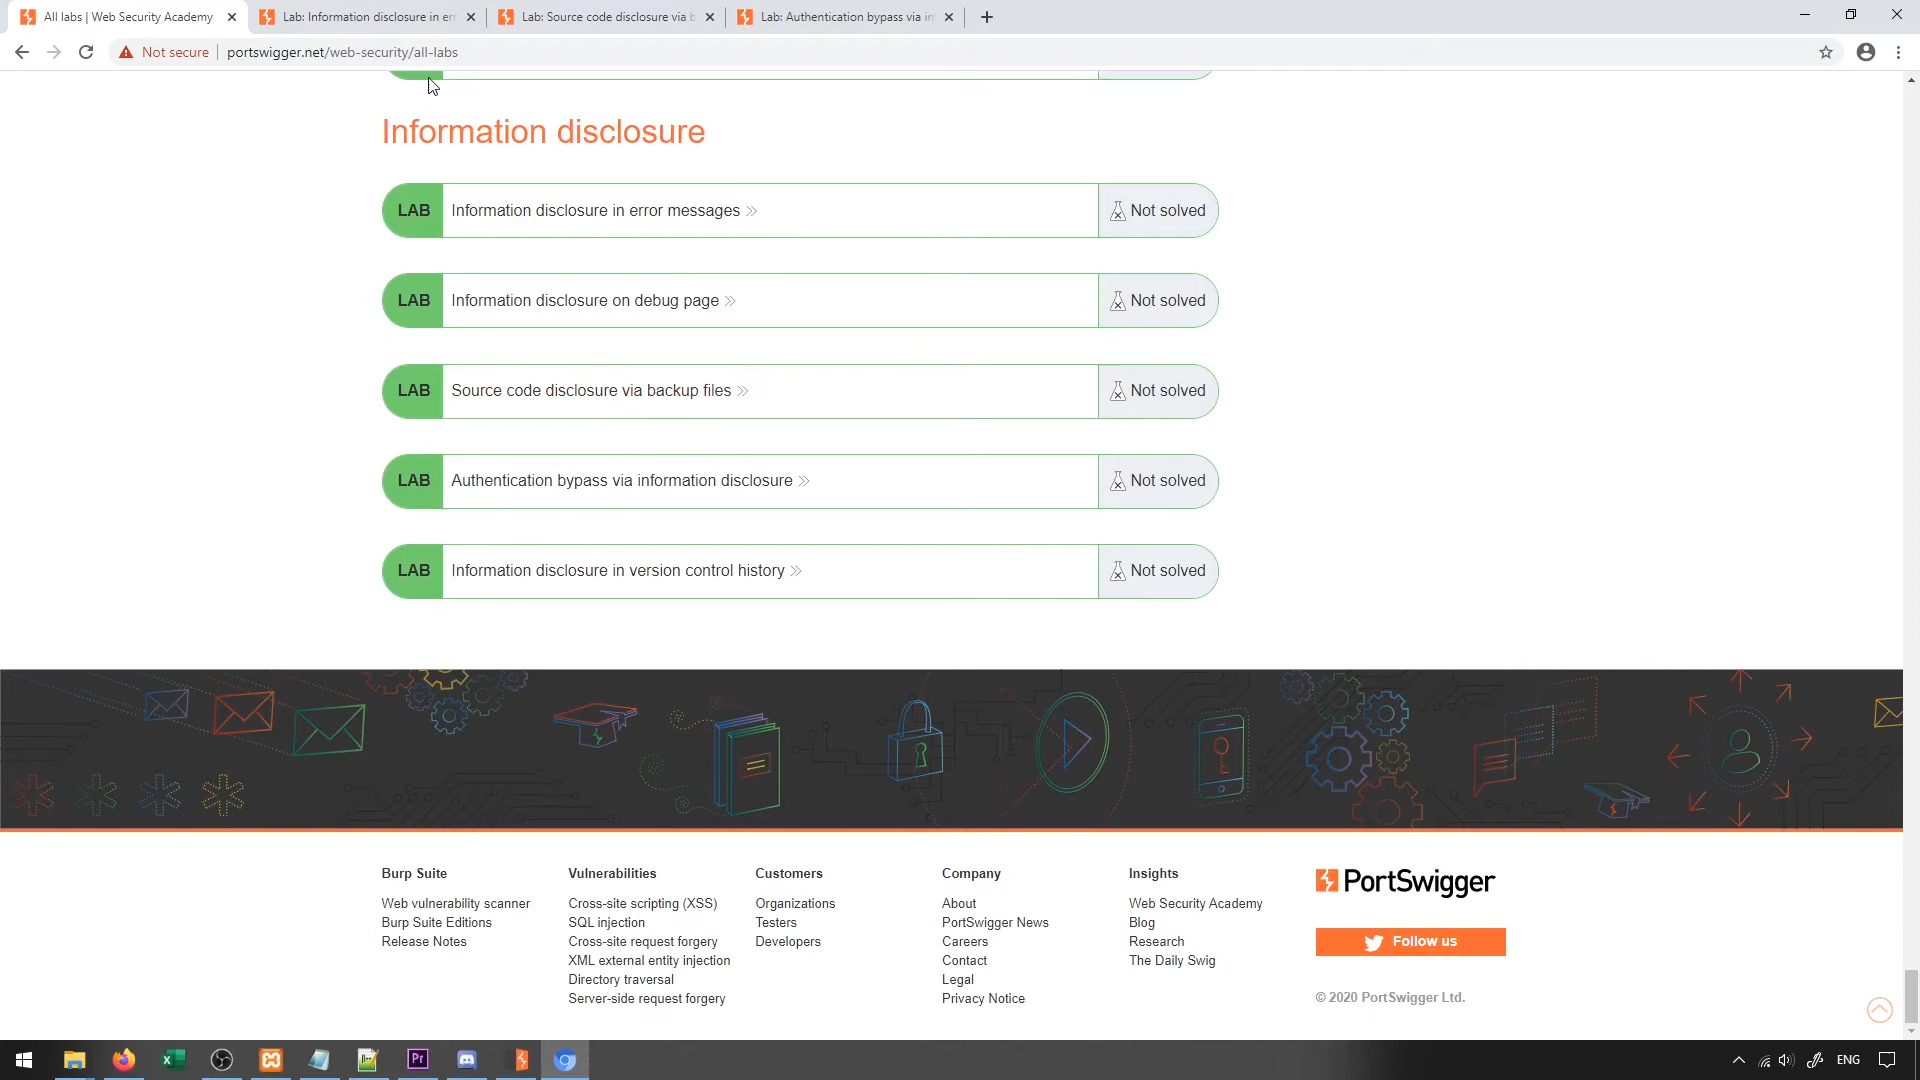 All labs | Web Security Academy
Lab: Information disclosure in er
Lab: Source code disclosure via b
Lab: Authentication bypass via in
Not secure
portswigger.net/web-security/all-labs
Information disclosure
LAB Information disclosure in error messages Not solved
LAB Information disclosure on debug page Not solved
LAB Source code disclosure via backup files Not solved
LAB Authentication bypass via information disclosure Not solved
LAB Information disclosure in version control history Not solved
Burp Suite
Web vulnerability scanner
Burp Suite Editions
Release Notes
Vulnerabilities
Cross-site scripting (XSS)
SQL injection
Cross-site request forgery
XML external entity injection
Directory traversal
Server-side request forgery
Customers
Organizations
Testers
Developers
Company
About
PortSwigger News
Careers
Contact
Legal
Privacy Notice
Insights
Web Security Academy
Blog
Research
The Daily Swig
PortSwigger
Follow us
© 2020 PortSwigger Ltd.
Pr
ENG